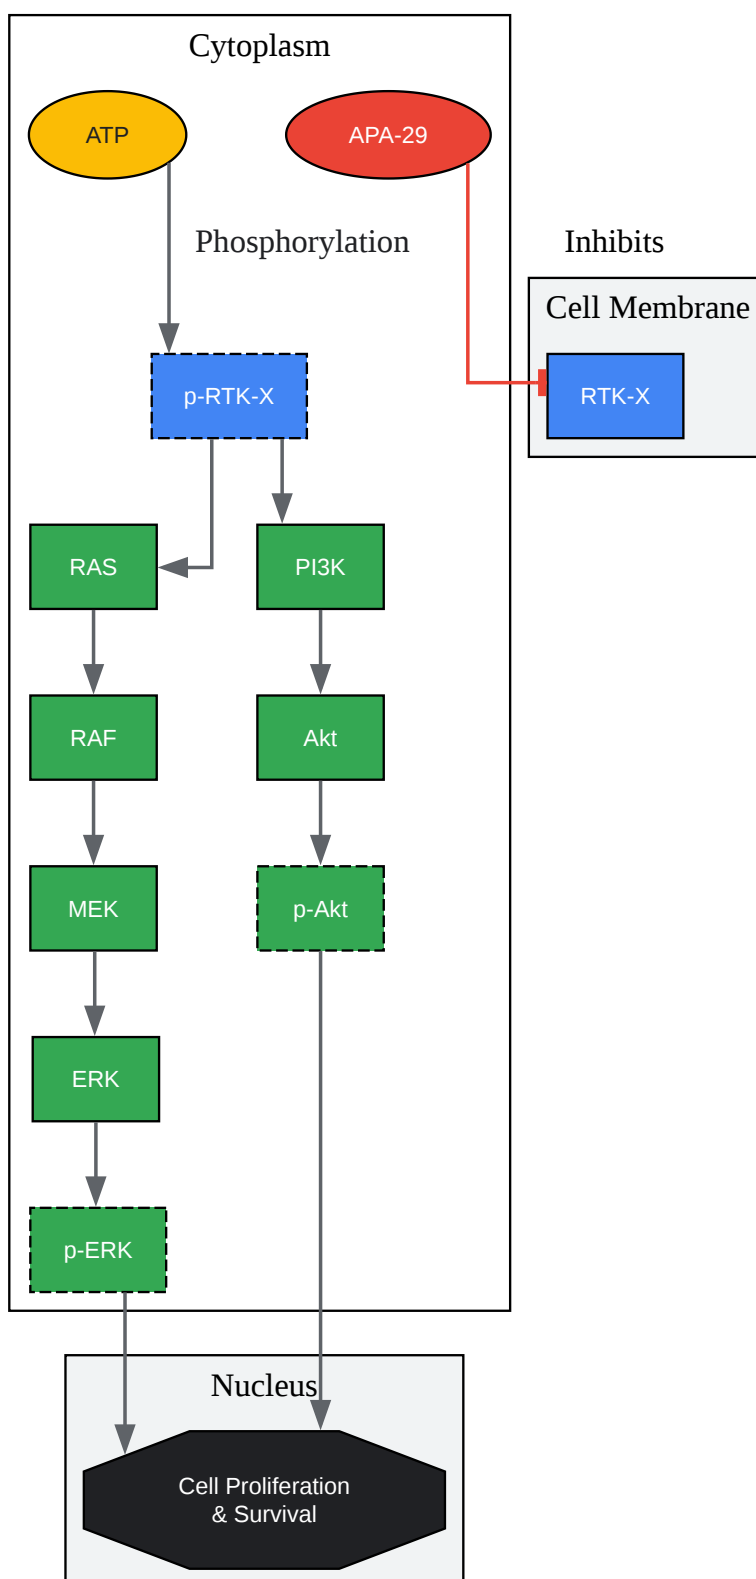 Cytoplasm
ATP
APA-29
Phosphorylation
Inhibits
Cell Membrane
p-RTK-X
RTK-X
RAS
PI3K
RAF
Akt
MEK
p-Akt
ERK
p-ERK
Nucleus
Cell Proliferation
& Survival